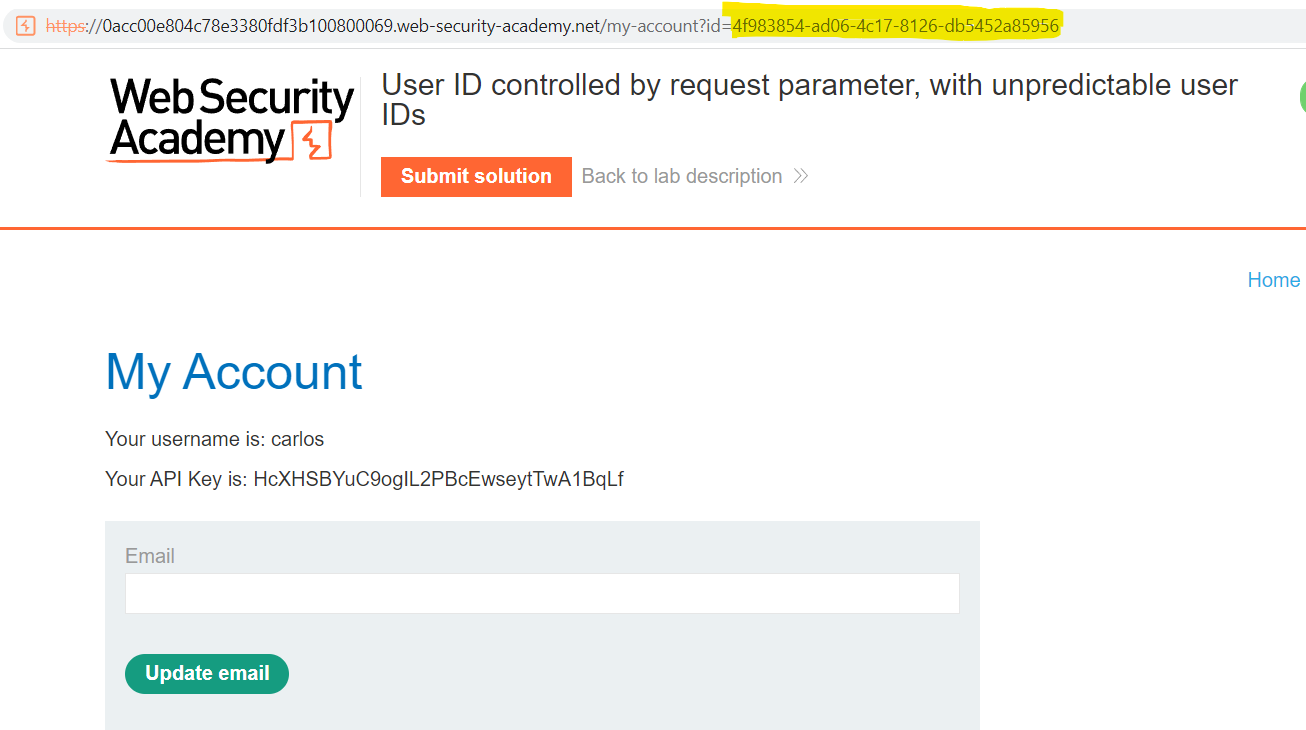 https://0acc00e804c78e3380fdf3b100800069.web-security-academy.net/my-account?id=4f983854-ad06-4c17-8126-db5452a85956
Web Security
Academy
User ID controlled by request parameter, with unpredictable user
IDs
Submit solution Back to lab description
Home
My Account
Your username is: carlos
Your API Key is: HcXHSBYuC9ogIL2PBcEwseytTwA1BqLf
Email
Update email